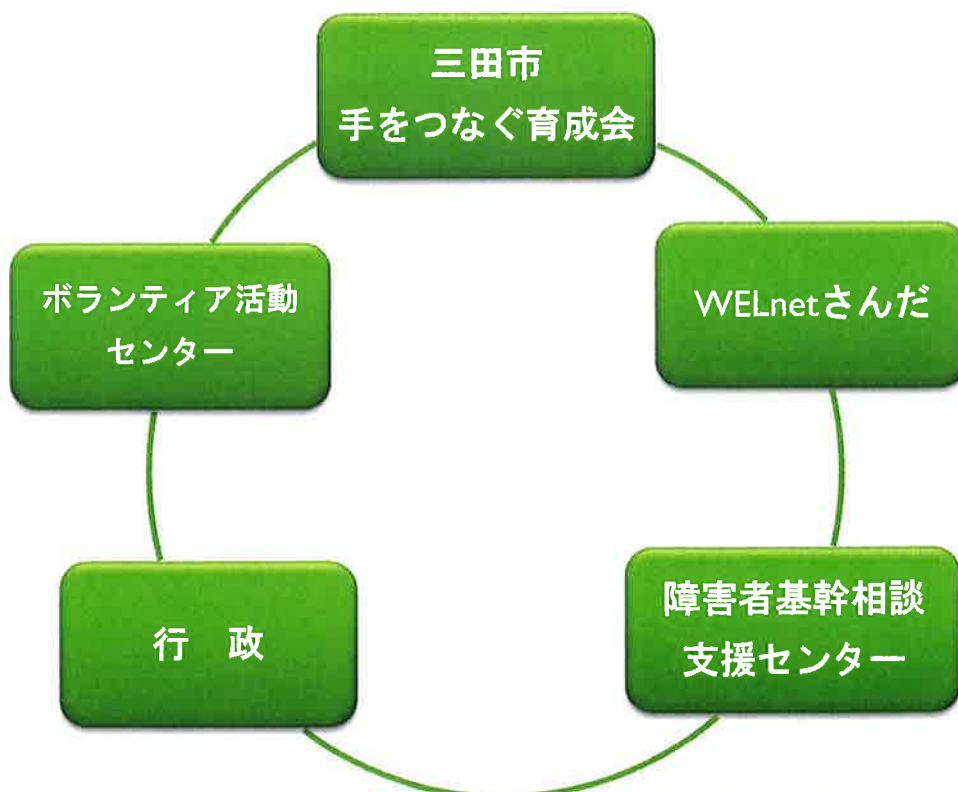 三田市
手をつなぐ育成会
WELnetさんだ
障害者基幹相談
支援センター
行　政
ボランティア活動
センター